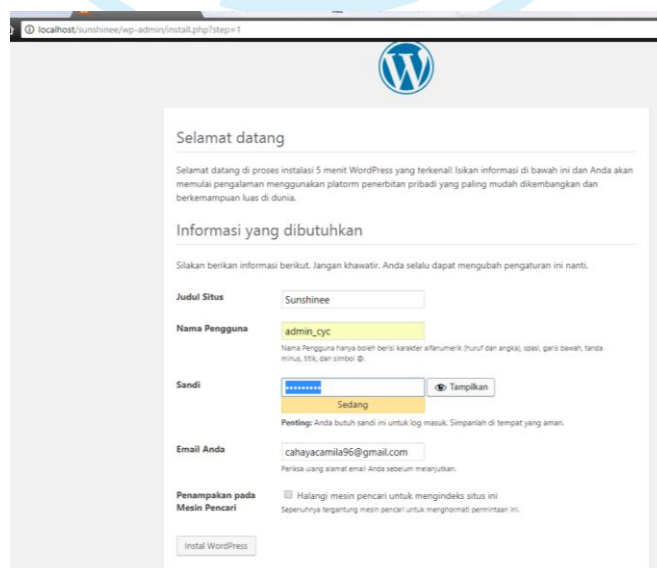 localhost/sunshinee/wp-admin/install.php?step=1
Selamat datang
Selamat datang di proses instalasi 5 menit WordPress yang terkenal! Isikan informasi di bawah ini dan Anda akan
memulai pengalaman menggunakan platorm penerbitan pribadi yang paling mudah dikembangkan dan
berkemampuan luas di dunia.
Informasi yang dibutuhkan
Silakan berikan informasi berikut. Jangan khawatir, Anda selalu dapat mengubah pengaturan ini nanti.
Judul Situs
Sunshinee
Nama Pengguna
admin_cyc
Nama Pengguna hanya boleh berisi karakter alfanumerik (huruf dan angka), spasi, garis bawah, tanda
minus, titik, dan simbol @.
Sandi
Tampilkan
Sedang
Penting: Anda butuh sandi ini untuk log masuk. Simpanlah di tempat yang aman.
Email Anda
cahayacamila96@gmail.com
Periksa ulang alamat email Anda sebelum melanjutkan.
Penampakan pada
Mesin Pencari
Halangi mesin pencari untuk mengindeks situs ini
Sepenuhnya tergantung mesin pencari untuk menghormati permintaan ini.
Instal WordPress